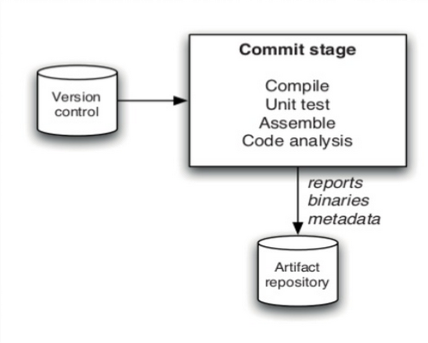 Version
control
Commit stage
Compile
Unit test
Assemble
Code analysis
reports
binaries
metadata
Artifact
repository